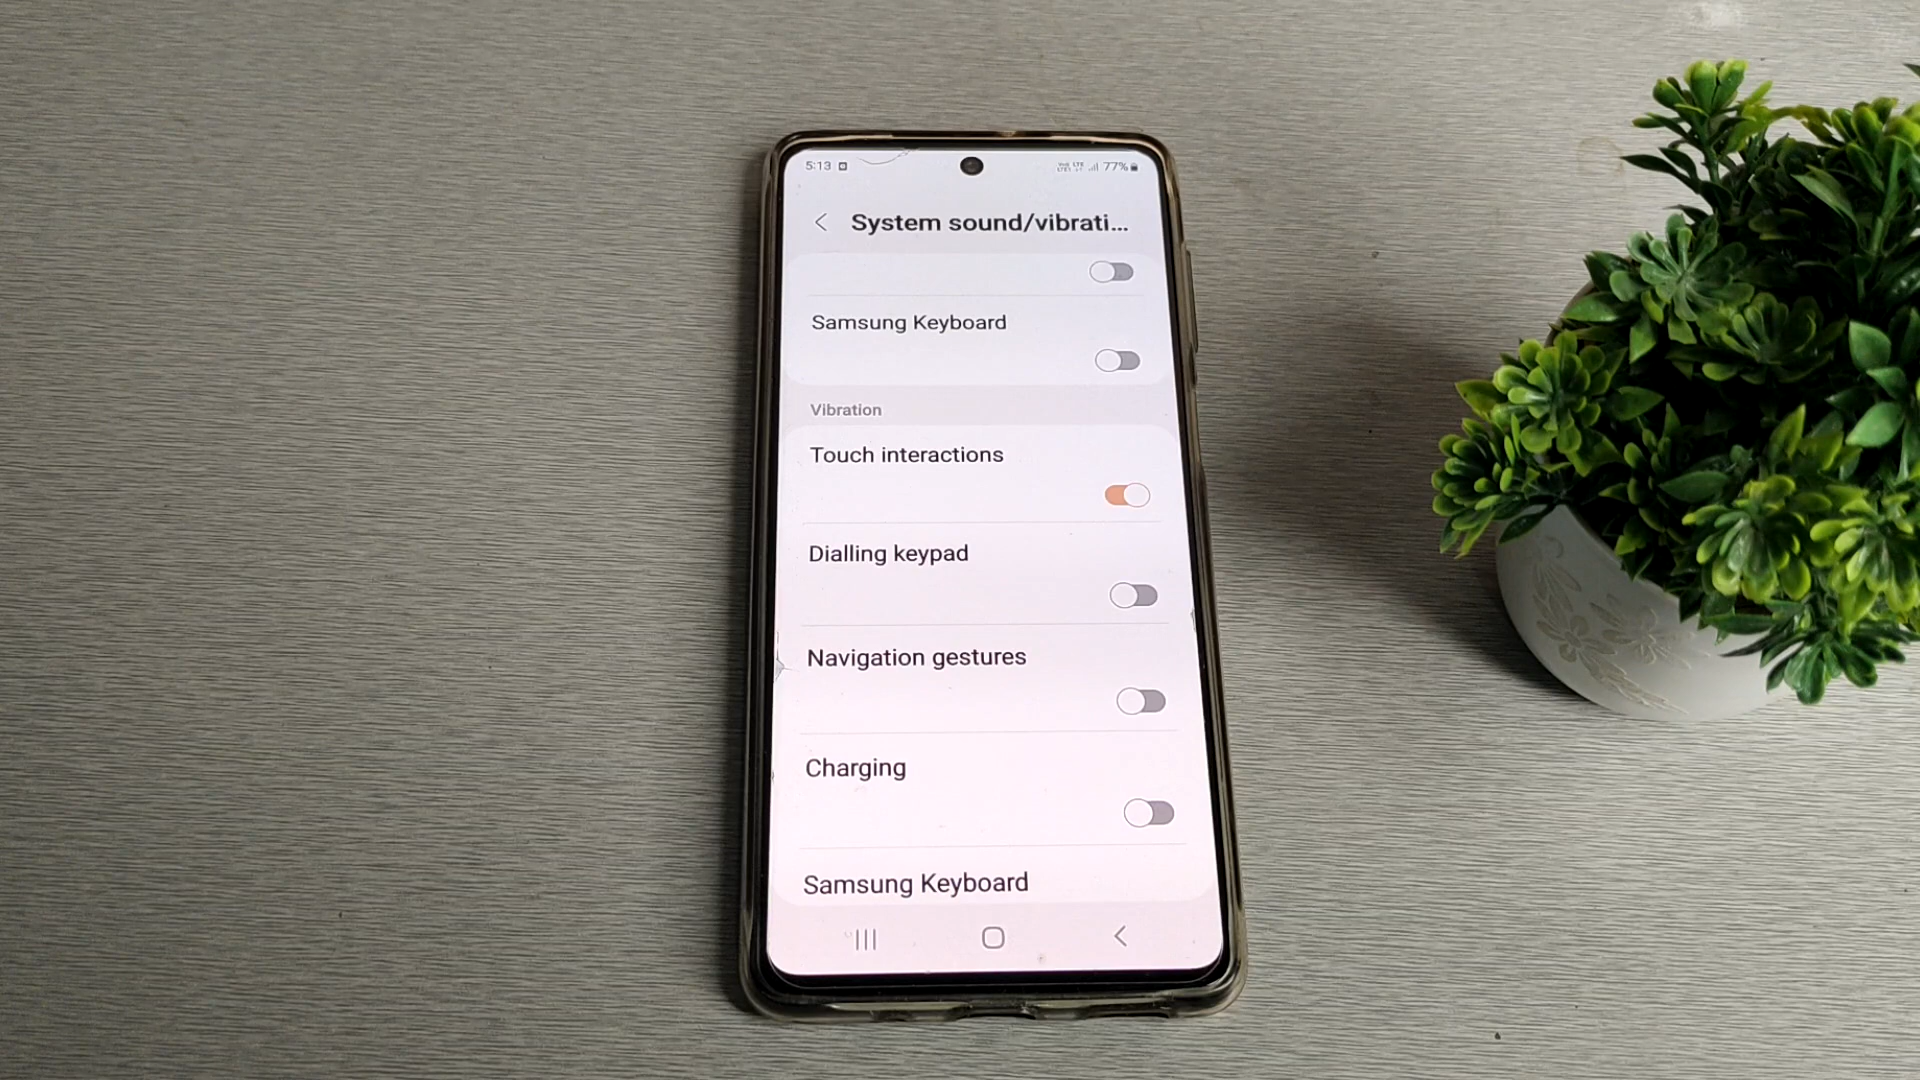 5:13 77%
System sound/vibrati...
Samsung Keyboard
Vibration
Touch interactions
Dialling keypad
Navigation gestures
Charging
Samsung Keyboard